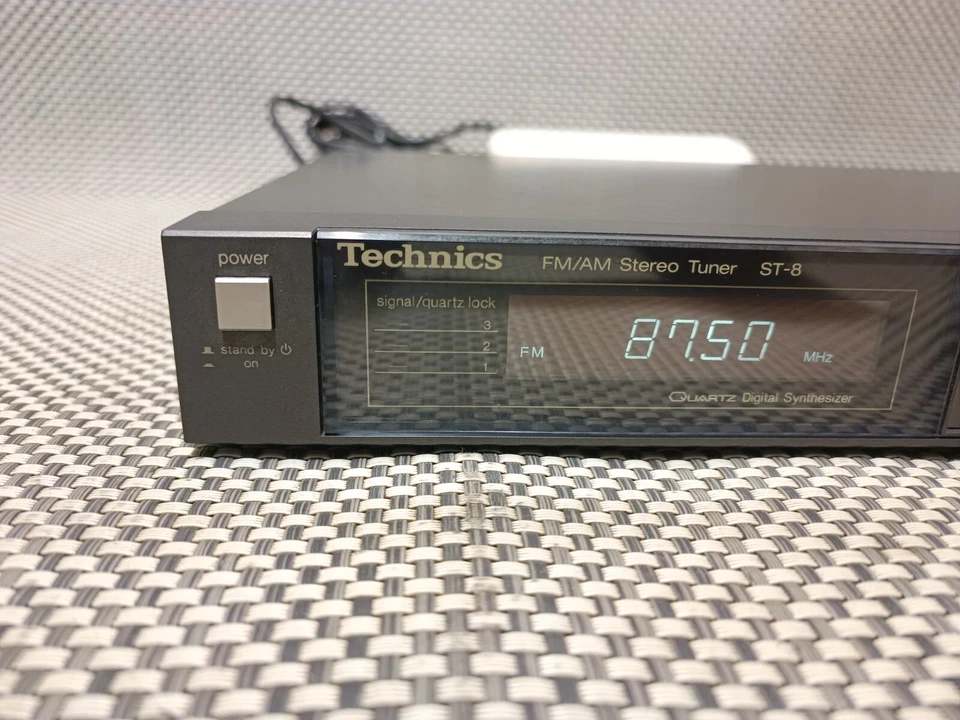 power
stand by
on
Technics
FM/AM Stereo Tuner ST-8
signal/quartz lock
3
2
1
FM 87.50 MHz
QUARTZ Digital Synthesizer